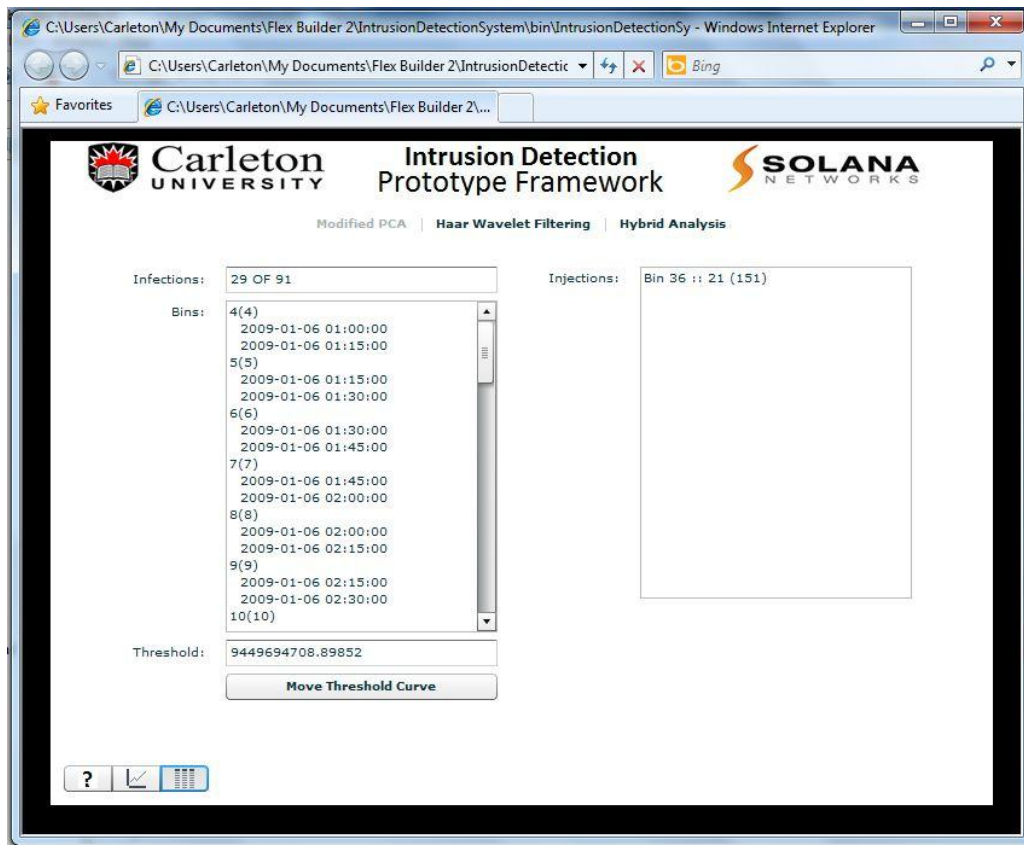 C:\Users\Carleton\My Documents\Flex Builder 2\IntrusionDetectionSystem\bin\IntrusionDetectionSy - Windows Internet Explorer
C:\Users\Carleton\My Documents\Flex Builder 2\IntrusionDetectic
Bing
Favorites
C:\Users\Carleton\My Documents\Flex Builder 2\...
Carleton
UNIVERSITY
Intrusion Detection
Prototype Framework
SOLANA
NETWORKS
Modified PCA | Haar Wavelet Filtering | Hybrid Analysis
Infections: 29 OF 91
Injections: Bin 36 :: 21 (151)
Bins: 4(4)
2009-01-06 01:00:00
2009-01-06 01:15:00
5(5)
2009-01-06 01:15:00
2009-01-06 01:30:00
6(6)
2009-01-06 01:30:00
2009-01-06 01:45:00
7(7)
2009-01-06 01:45:00
2009-01-06 02:00:00
8(8)
2009-01-06 02:00:00
2009-01-06 02:15:00
9(9)
2009-01-06 02:15:00
2009-01-06 02:30:00
10(10)
Threshold: 9449694708.89852
Move Threshold Curve
?